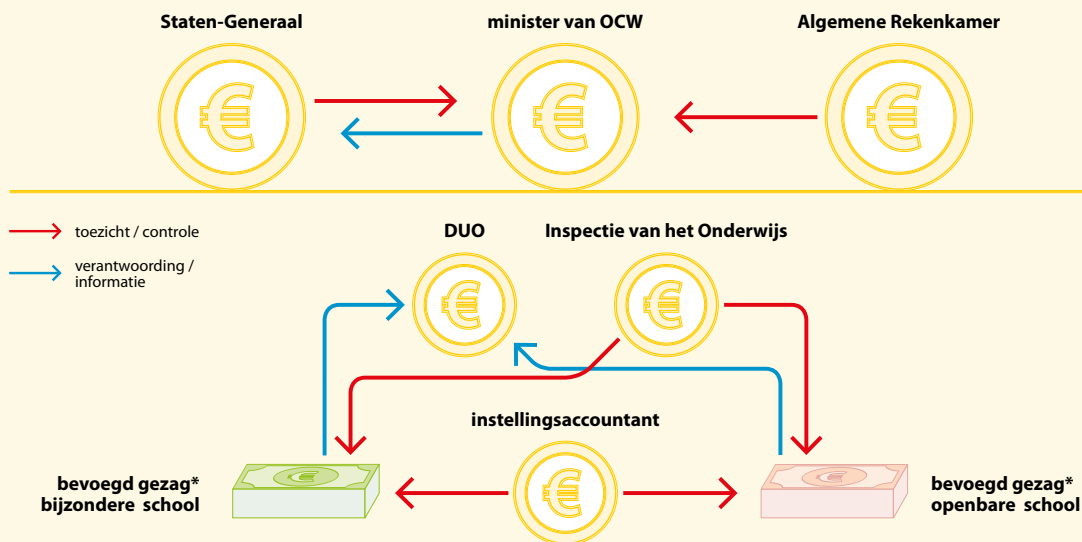 Staten-Generaal
minister van OCW
Algemene Rekenkamer
toezicht / controle
verantwoording /
informatie
DUO
Inspectie van het Onderwijs
instellingsaccountant
bevoegd gezag*
bijzondere school
bevoegd gezag*
openbare school